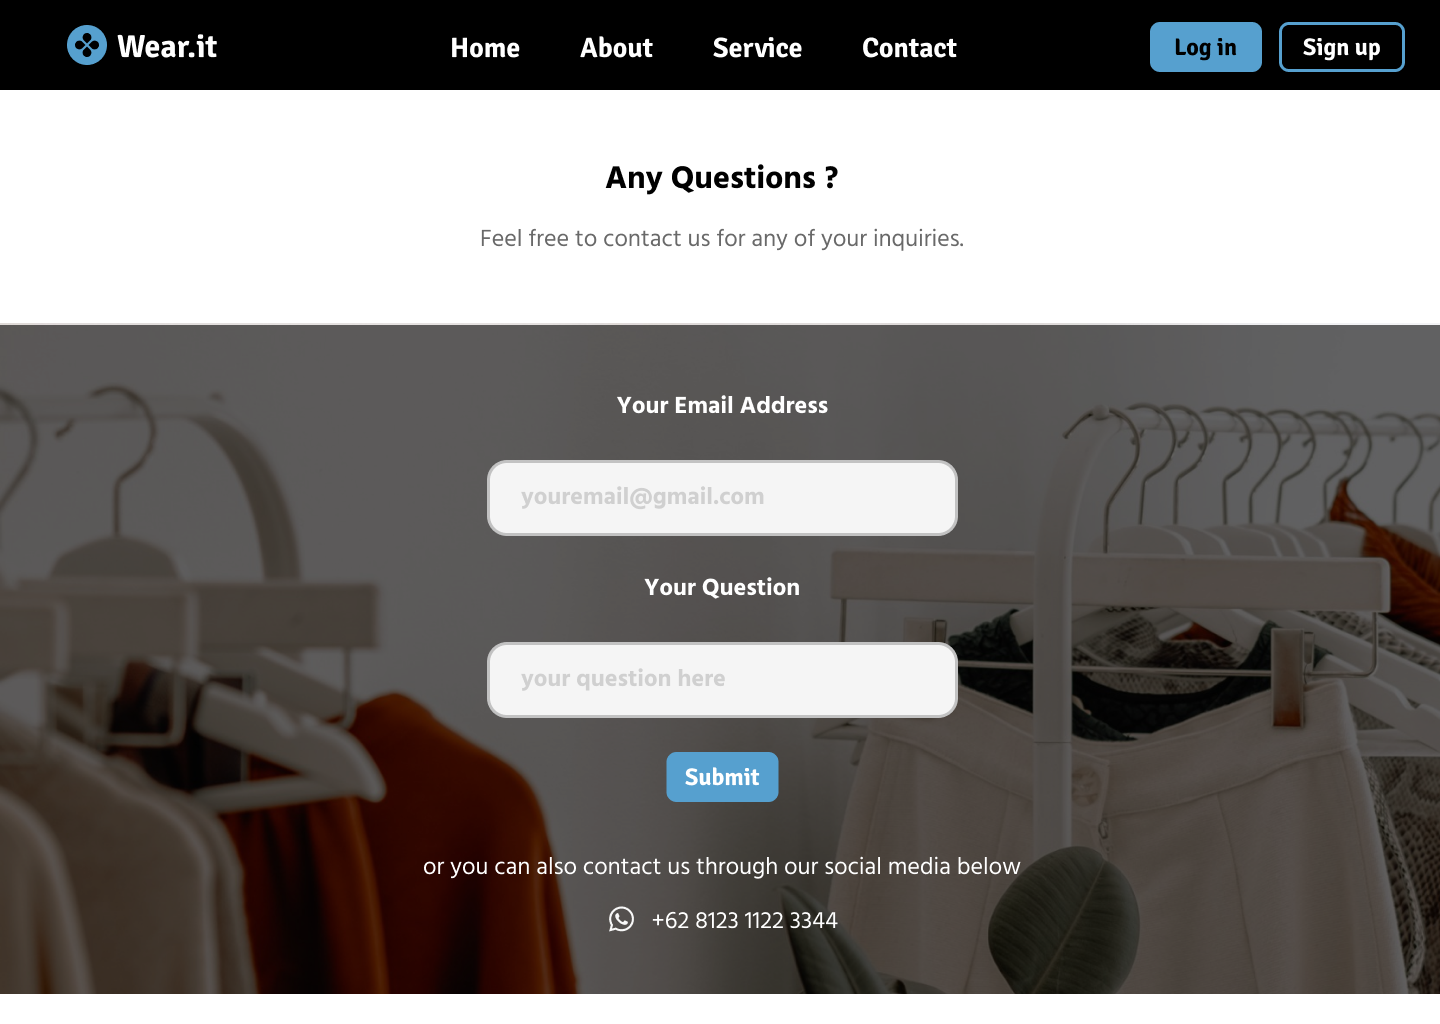 Wear.it
Home About Service Contact
Log in Sign up
Any Questions ?
Feel free to contact us for any of your inquiries.
Your Email Address
youremail@gmail.com
Your Question
your question here
Submit
or you can also contact us through our social media below
+62 8123 1122 3344